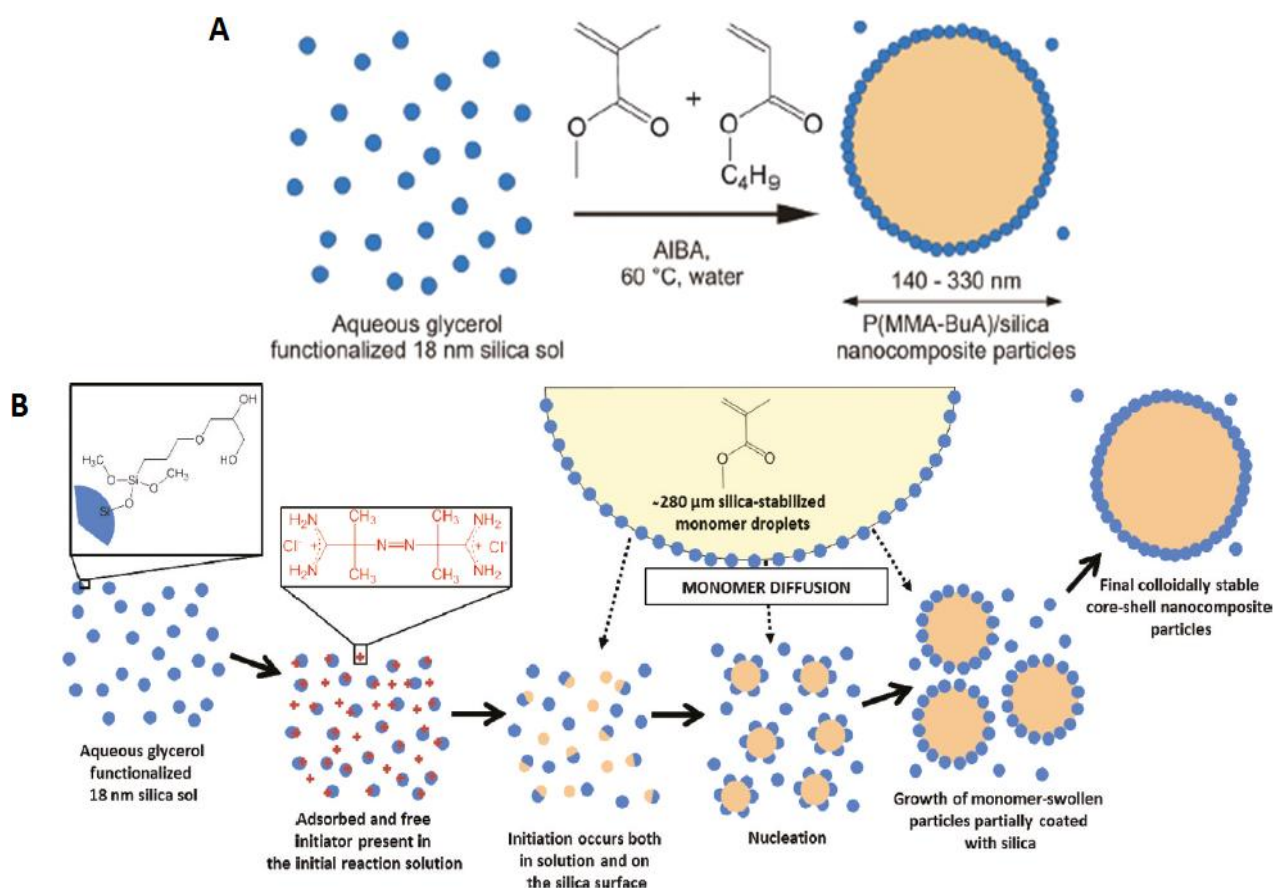 A
O
+
O
O
O
C4H9
AIBA,
60 °C, water
Aqueous glycerol
functionalized 18 nm silica sol
140 - 330 nm
P(MMA-BuA)/silica
nanocomposite particles
B
OH
O
HO
H3C
O
Si
O
CH3
O
Si
H2N
CH3
CH3
NH2
Cl-
+
N=N
+
Cl-
H2N
CH3
CH3
NH2
O
O
~280 μm silica-stabilized
monomer droplets
MONOMER DIFFUSION
Aqueous glycerol
functionalized
18 nm silica sol
Adsorbed and free
initiator present in
the initial reaction solution
Initiation occurs both
in solution and on
the silica surface
Nucleation
Growth of monomer-swollen
particles partially coated
with silica
Final colloidally stable
core-shell nanocomposite
particles